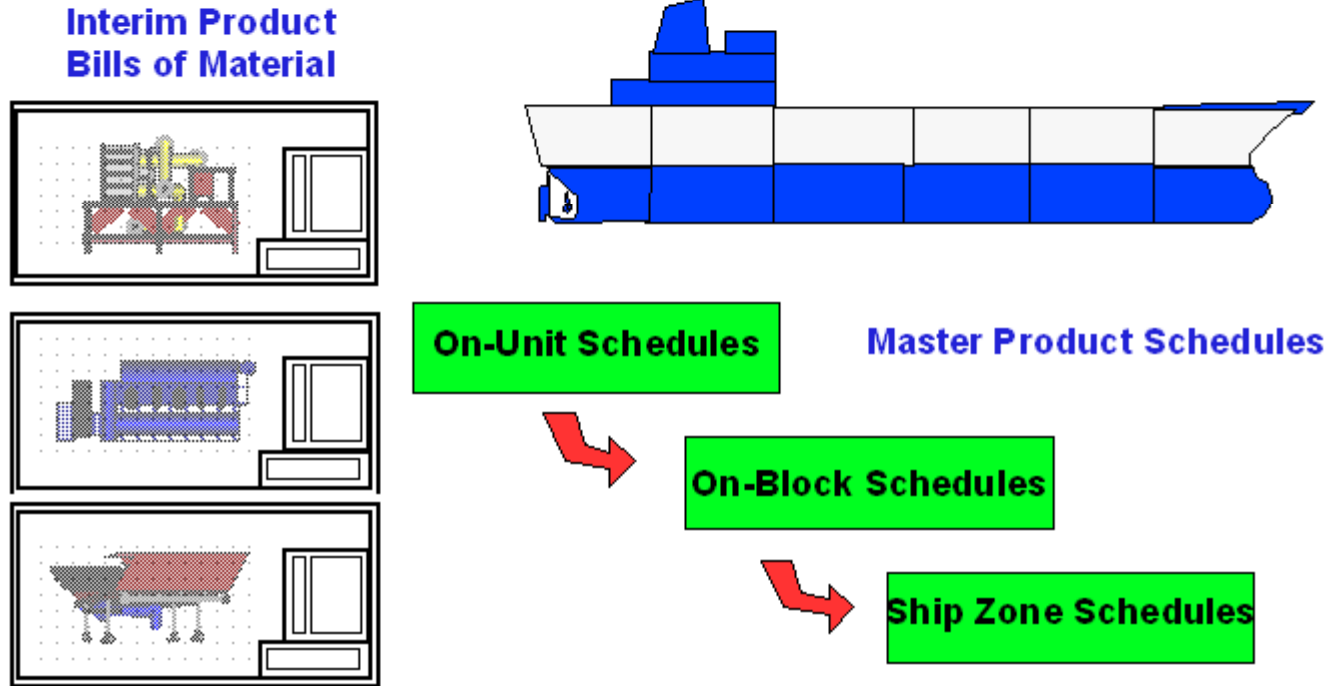 Interim Product
Bills of Material
On-Unit Schedules
Master Product Schedules
On-Block Schedules
Ship Zone Schedules